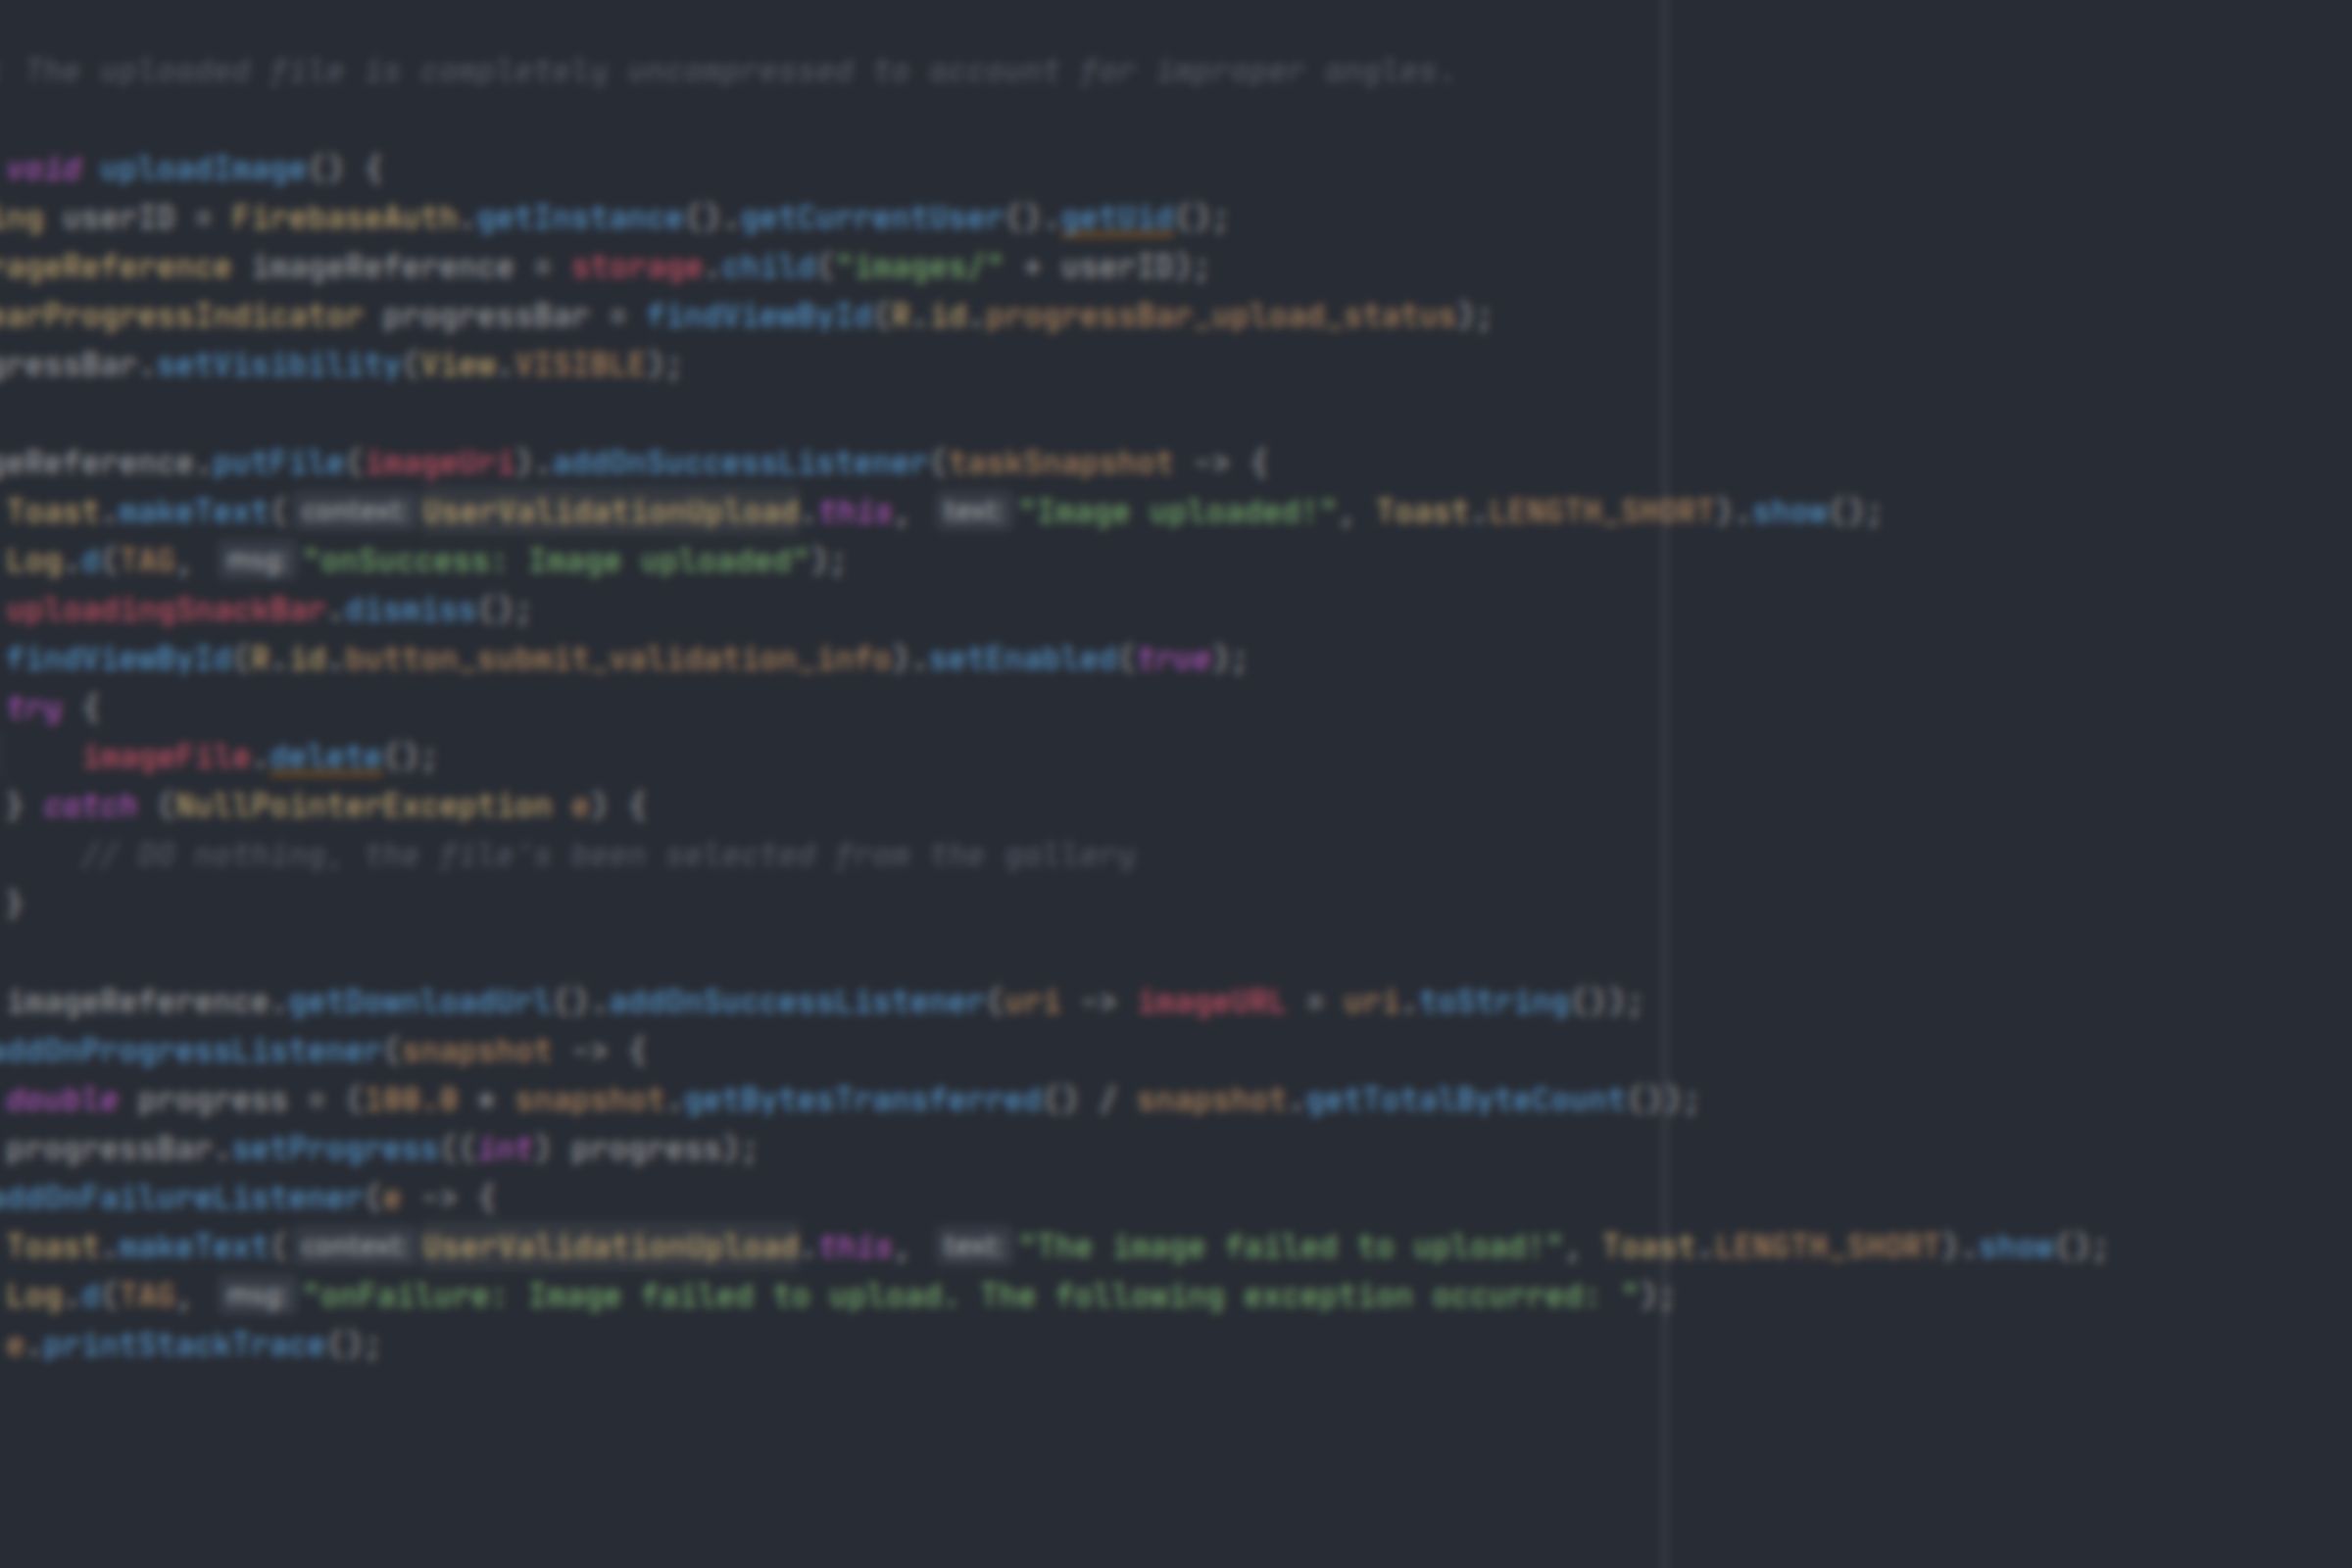 : The uploaded file is completely uncompressed to account for improper angles.
void uploadImage() {
ing userID = FirebaseAuth.getInstance().getCurrentUser().getUid();
rageReference imageReference = storage.child("images/" + userID);
earProgressIndicator progressBar = findViewById(R.id.progressBar_upload_status);
gressBar.setVisibility(View.VISIBLE);
geReference.putFile(imageUri).addOnSuccessListener(taskSnapshot -> {
Toast.makeText( context: UserValidationUpload.this, text: "Image uploaded!", Toast.LENGTH_SHORT).show();
Log.d(TAG, msg: "onSuccess: Image uploaded");
uploadingSnackBar.dismiss();
findViewById(R.id.button_submit_validation_info).setEnabled(true);
try {
imageFile.delete();
} catch (NullPointerException e) {
// DO nothing, the file's been selected from the gallery
}
imageReference.getDownloadUrl().addOnSuccessListener(uri -> imageURL = uri.toString());
addOnProgressListener(snapshot -> {
double progress = (100.0 * snapshot.getBytesTransferred() / snapshot.getTotalByteCount());
progressBar.setProgress((int) progress);
addOnFailureListener(e -> {
Toast.makeText( context: UserValidationUpload.this, text: "The image failed to upload!", Toast.LENGTH_SHORT).show();
Log.d(TAG, msg: "onFailure: Image failed to upload. The following exception occurred: ");
e.printStackTrace();